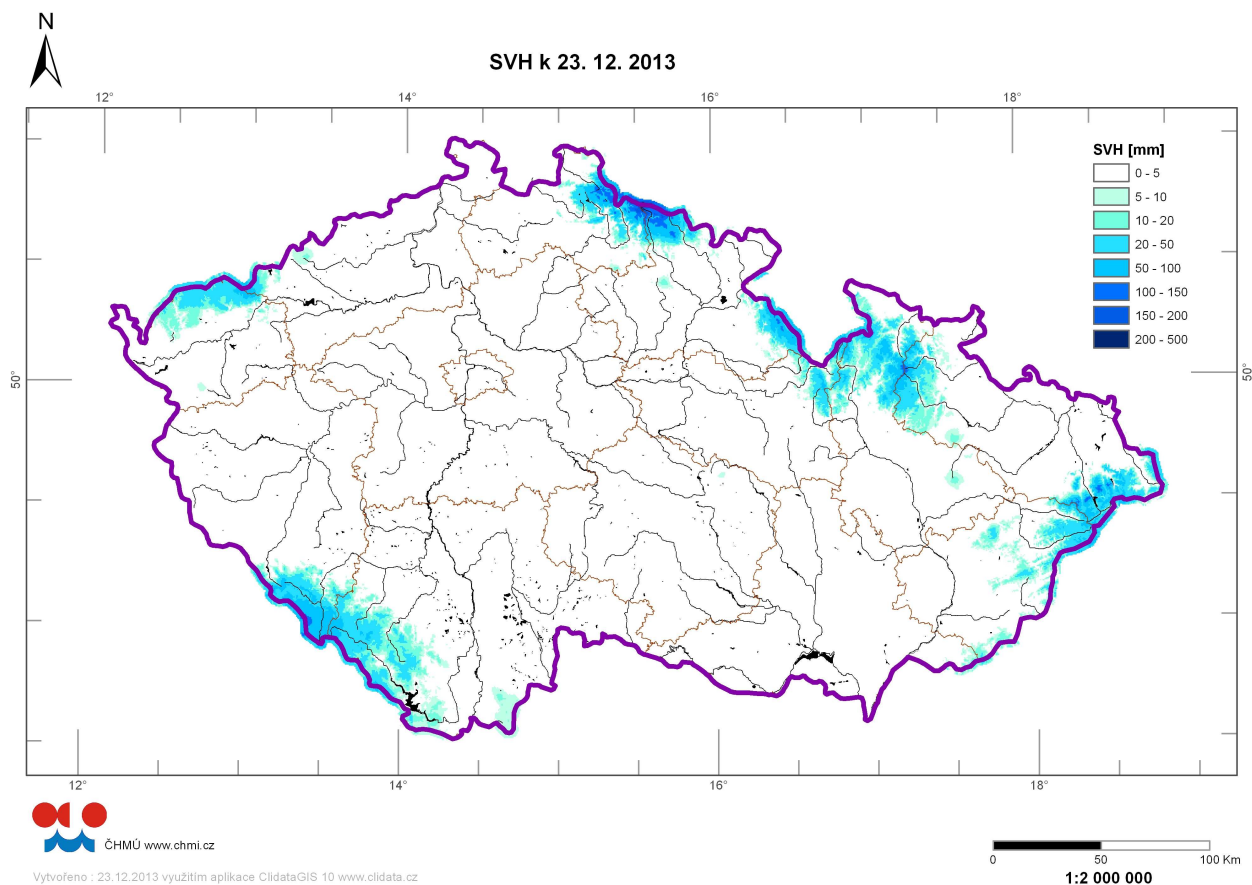 N
SVH k 23. 12. 2013
12°
14°
16°
18°
SVH [mm]
0 - 5
5 - 10
10 - 20
20 - 50
50 - 100
100 - 150
150 - 200
200 - 500
50°
50°
12°
14°
16°
18°
ČHMÚ www.chmi.cz
0
50
100 Km
1:2 000 000
Vytvořeno : 23.12.2013 využitím aplikace ClidataGIS 10 www.clidata.cz